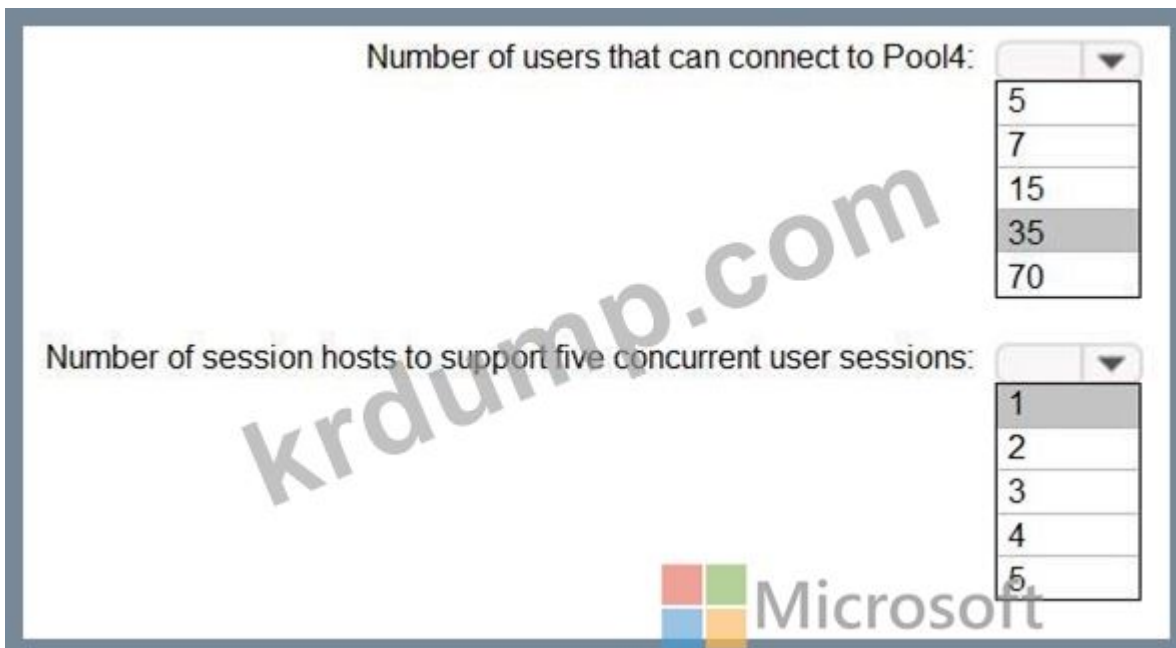 Number of users that can connect to Pool4:
5
7
15
35
70
Number of session hosts to support five concurrent user sessions:
1
2
3
4
5
krdump.com
Microsoft